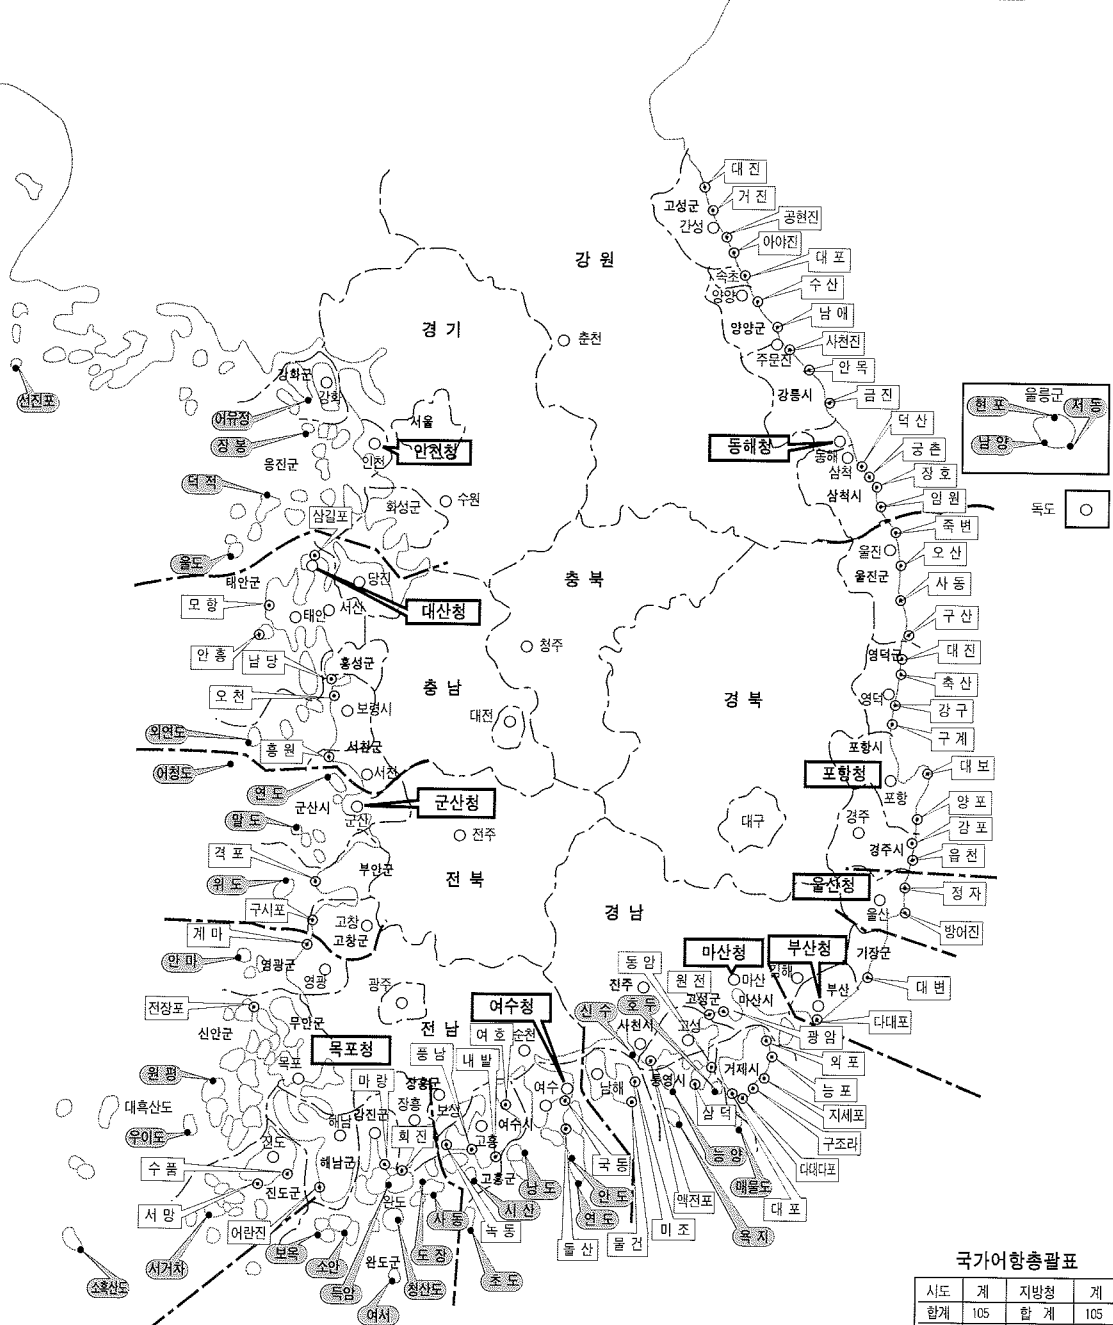 대 진
거 진
고성군
간성
공현진
아야진
강 원
속초
대 포
양양
수 산
경 기
양양군
남 애
춘천
주문진
사천진
강화군
안 목
선진포
강화
강릉시
금 진
울릉군
현 포
저 동
남 양
어유정
서울
덕 산
장 봉
인천청
동해청
동해
궁 촌
옹진군
인천
삼척
장 호
덕 적
삼척시
임 원
화성군
수원
독도
삼길포
죽 변
울도
울진
오 산
태안군
당진
충 북
울진군
사 동
모 항
태안
서산
대산청
구 산
안 흥
남 당
홍성군
청주
영덕군
대 진
오 천
충 남
축 산
보령시
경 북
영덕
강 구
외연도
대전
구 계
흥 원
서천군
포항시
어청도
서천
포항청
대 보
연 도
군산시
군산
군산청
포항
양 포
말 도
전주
대구
경주
감 포
격 포
경주시
읍 천
부안군
전 북
위 도
울산청
정 자
구시포
고창
경 남
울산
방어진
계 마
고창군
안 마
영광군
동 암
마산청
부산청
기장군
영광
원 전
마산
김해
대 변
전장포
광주
여수청
진주
고성군
마산시
부산
신안군
무안군
전 남
신 수
호 두
다대포
목포청
여 호
순천
사천시
고성
광 암
풍 남
내 발
외 포
원 평
목포
마 량
장흥군
여수
남해
통영시
거제시
능 포
대흑산도
강진군
장흥
보성
지세포
우이도
해남
회 진
고흥
여수시
삼 덕
구조라
진도
수 품
해남군
국 동
능 양
다대다포
진도군
고흥군
낭 도
안 도
매물도
서 망
완도
시 산
맥전포
대 포
어란진
사 동
녹 동
연 도
미 조
욕 지
서거차
보옥
소안
도 장
돌 산
물 건
소흑산도
득암
완도군
청산도
초 도
여서
국가어항총괄표
시도 계 지방청 계
합계 105 합 계 105